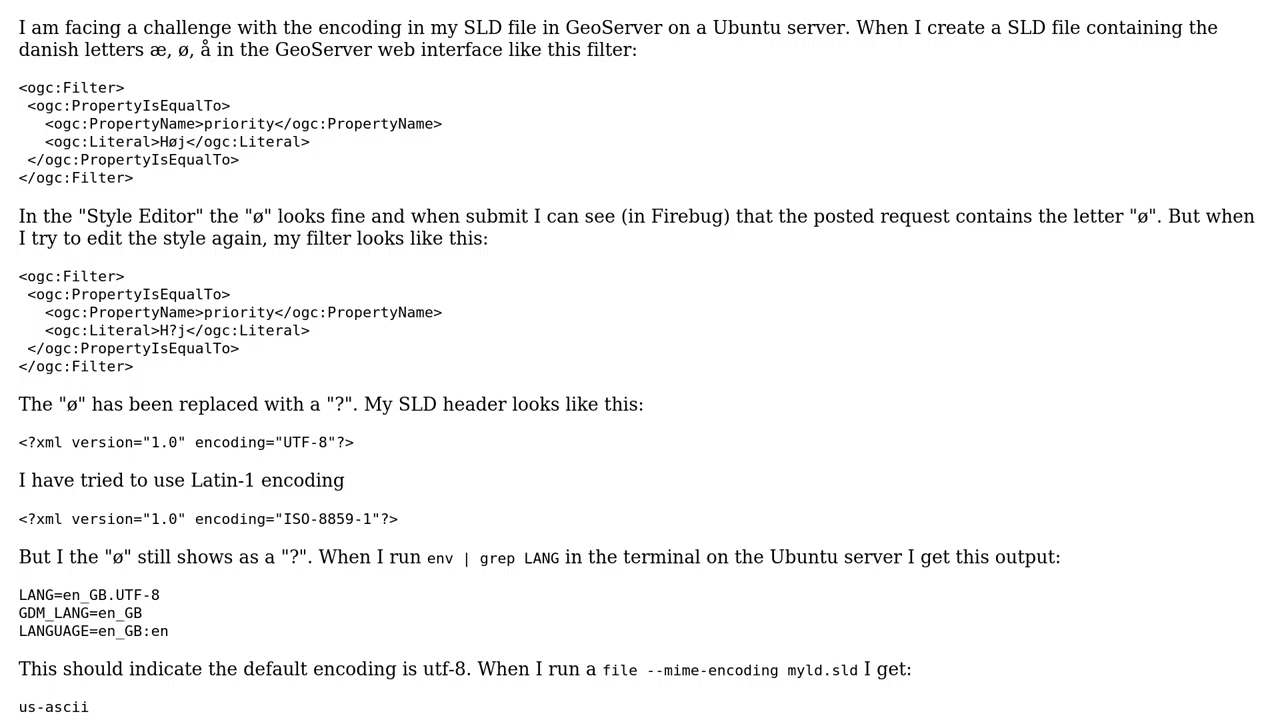 I am facing a challenge with the encoding in my SLD file in GeoServer on a Ubuntu server. When I create a SLD file containing the
danish letters æ, ø, å in the GeoServer web interface like this filter:
<ogc:Filter>
 <ogc:PropertyIsEqualTo>
   <ogc:PropertyName>priority</ogc:PropertyName>
   <ogc:Literal>Høj</ogc:Literal>
 </ogc:PropertyIsEqualTo>
</ogc:Filter>
In the "Style Editor" the "ø" looks fine and when submit I can see (in Firebug) that the posted request contains the letter "ø". But when
I try to edit the style again, my filter looks like this:
<ogc:Filter>
 <ogc:PropertyIsEqualTo>
   <ogc:PropertyName>priority</ogc:PropertyName>
   <ogc:Literal>H?j</ogc:Literal>
 </ogc:PropertyIsEqualTo>
</ogc:Filter>
The "ø" has been replaced with a "?". My SLD header looks like this:
<?xml version="1.0" encoding="UTF-8"?>
I have tried to use Latin-1 encoding
<?xml version="1.0" encoding="ISO-8859-1"?>
But I the "ø" still shows as a "?". When I run env | grep LANG in the terminal on the Ubuntu server I get this output:
LANG=en_GB.UTF-8
GDM_LANG=en_GB
LANGUAGE=en_GB:en
This should indicate the default encoding is utf-8. When I run a file --mime-encoding myld.sld I get:
us-ascii